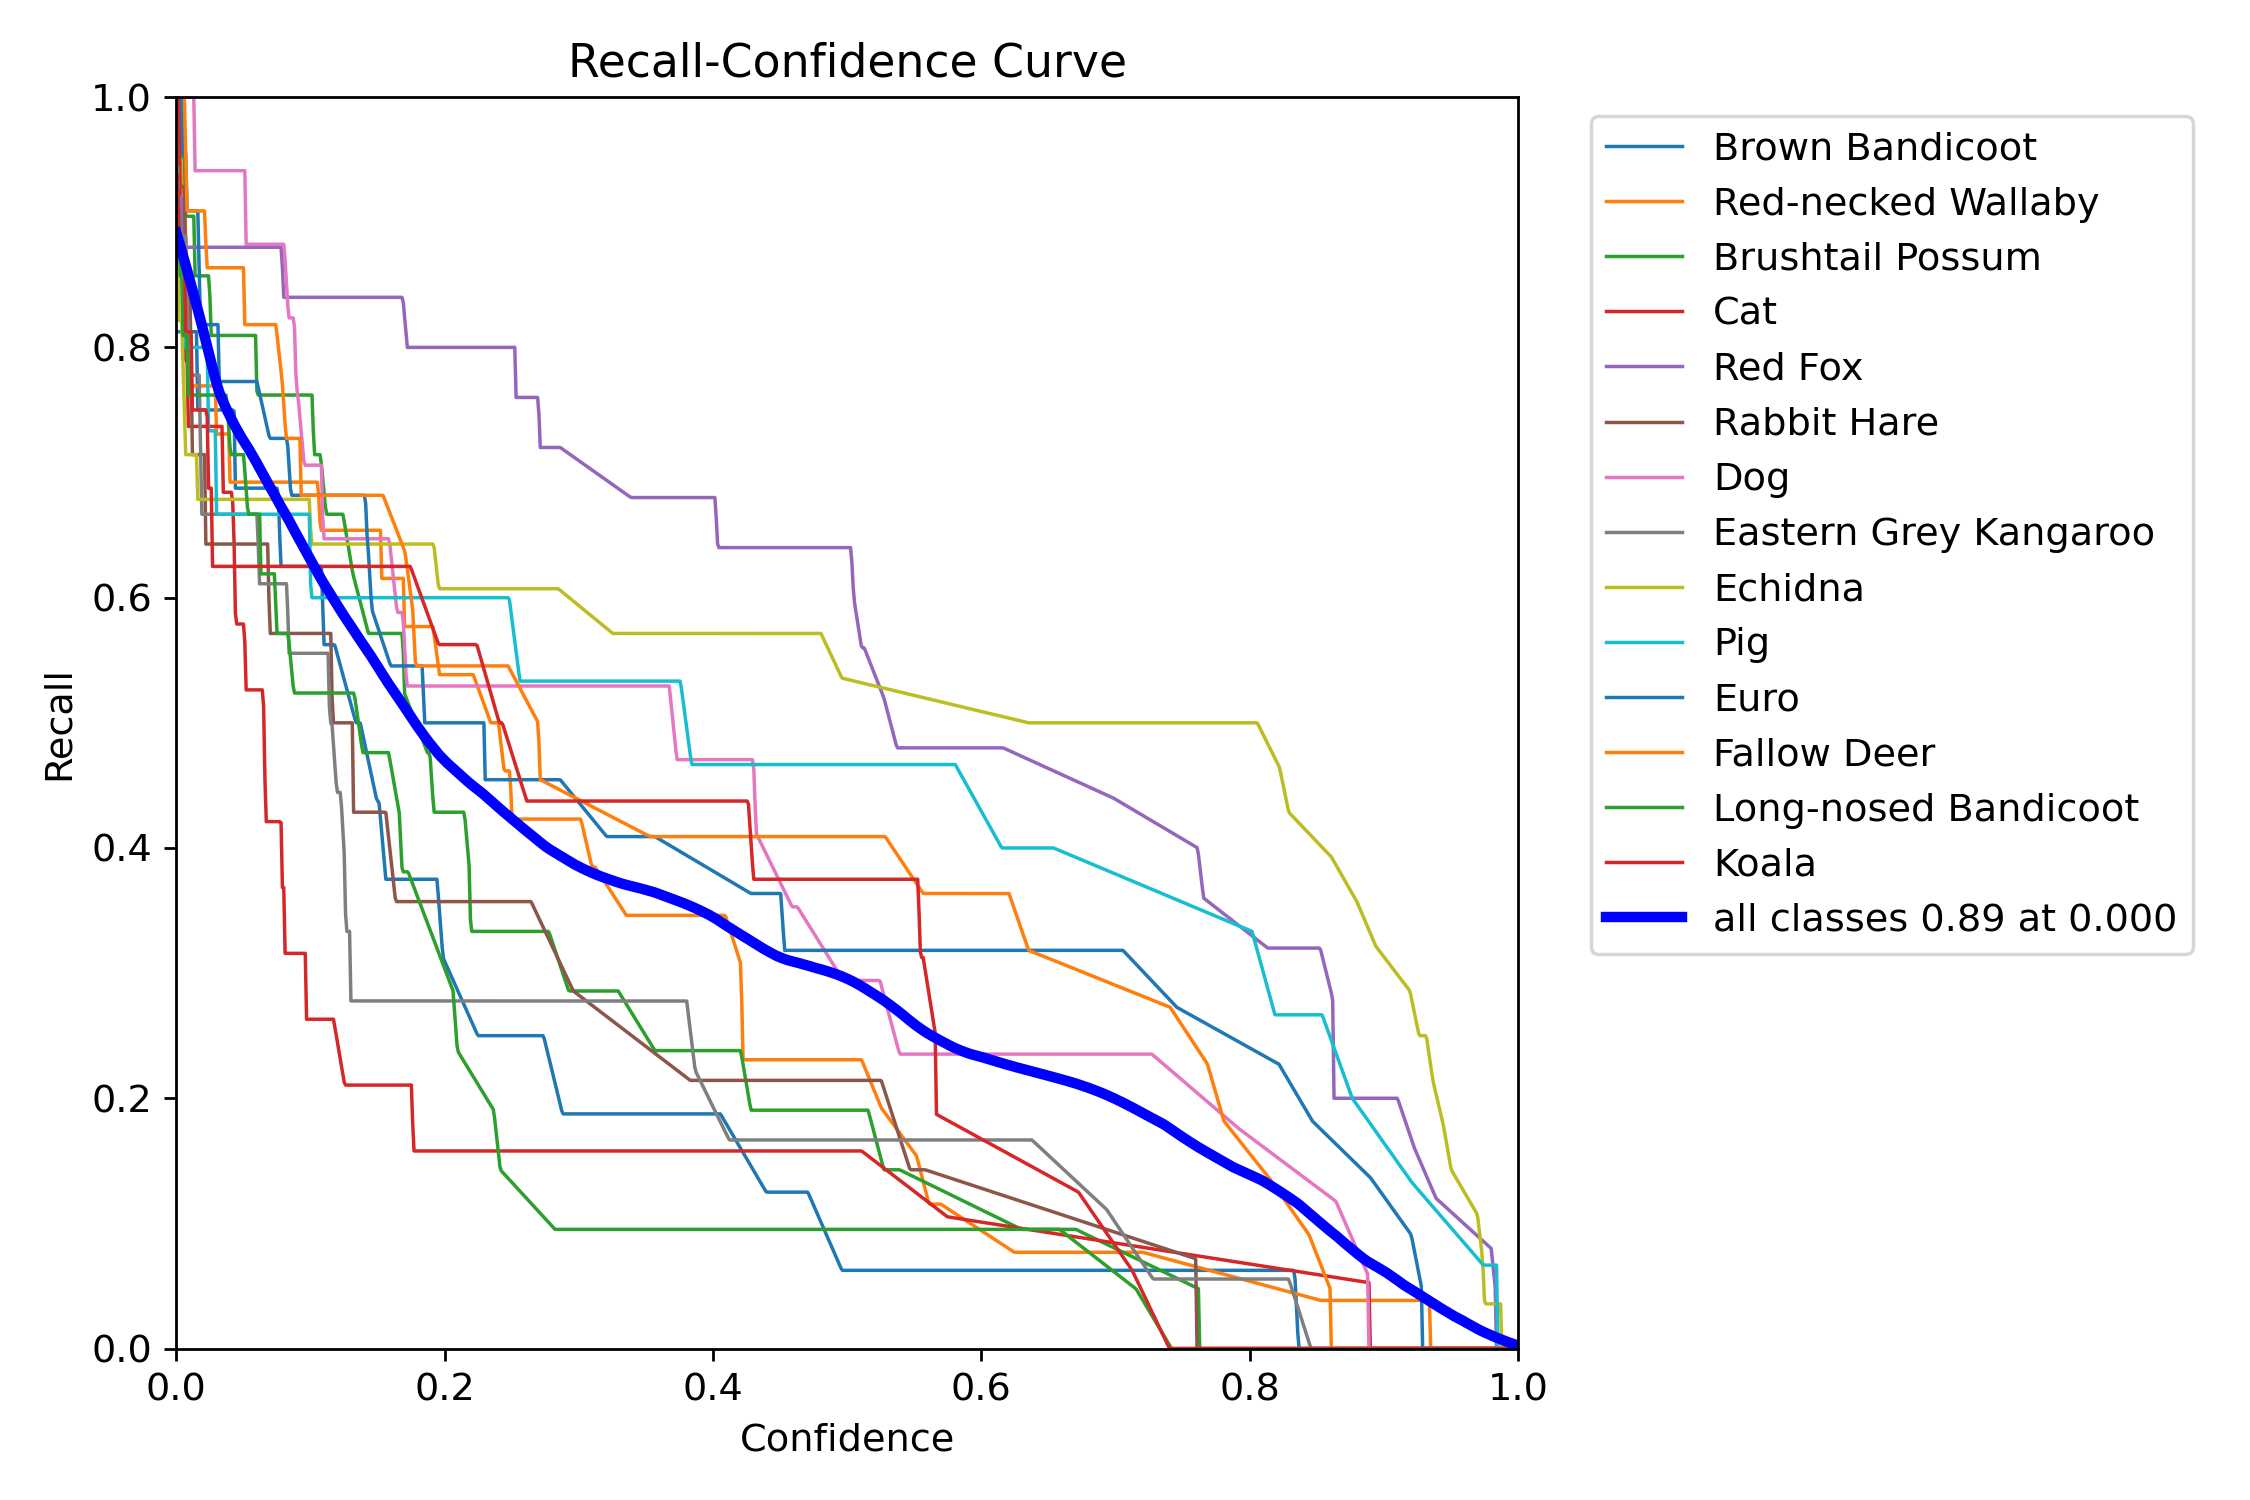 Recall-Confidence Curve
1.0
0.8
0.6
0.4
0.2
0.0
Recall
0.0 0.2 0.4 0.6 0.8 1.0
Confidence
Brown Bandicoot
Red-necked Wallaby
Brushtail Possum
Cat
Red Fox
Rabbit Hare
Dog
Eastern Grey Kangaroo
Echidna
Pig
Euro
Fallow Deer
Long-nosed Bandicoot
Koala
all classes 0.89 at 0.000